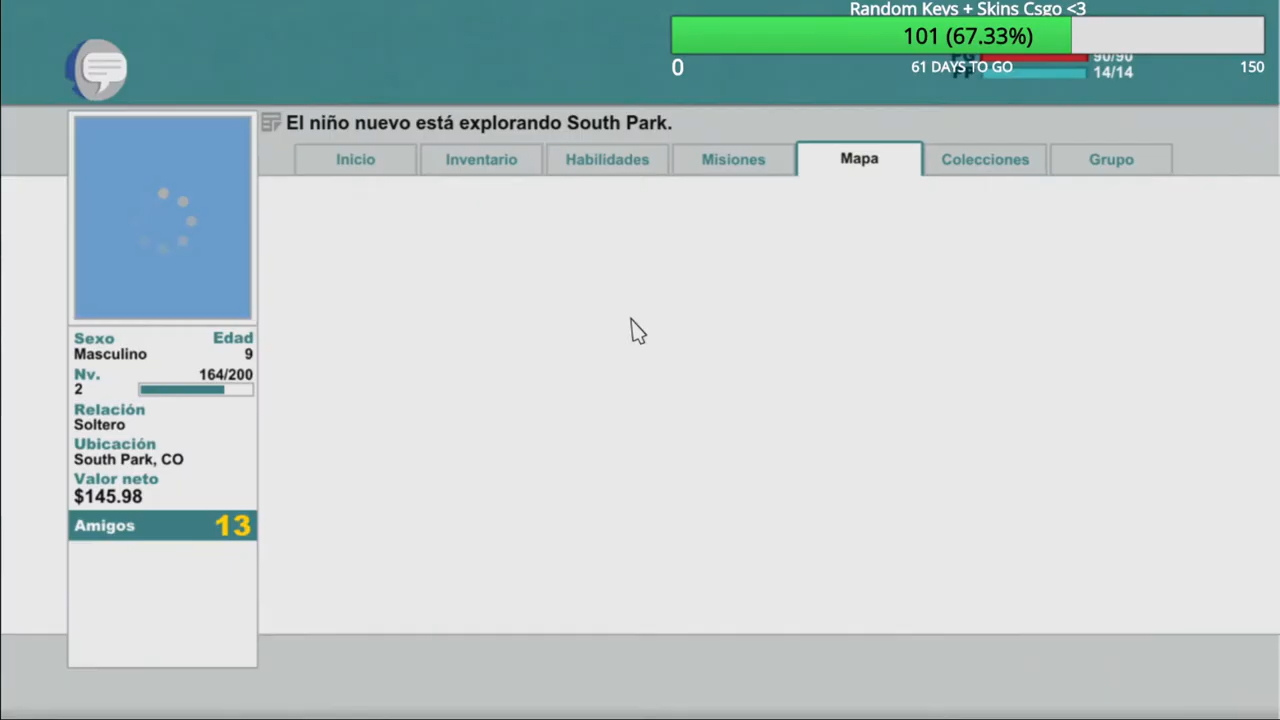 Random Keys + Skins Csgo <3
101 (67.33%)
0
61 DAYS TO GO
150
90/90
14/14
El niño nuevo está explorando South Park.
Inicio
Inventario
Habilidades
Misiones
Mapa
Colecciones
Grupo
Sexo Edad
Masculino 9
Nv. 164/200
2
Relación
Soltero
Ubicación
South Park, CO
Valor neto
$145.98
Amigos 13